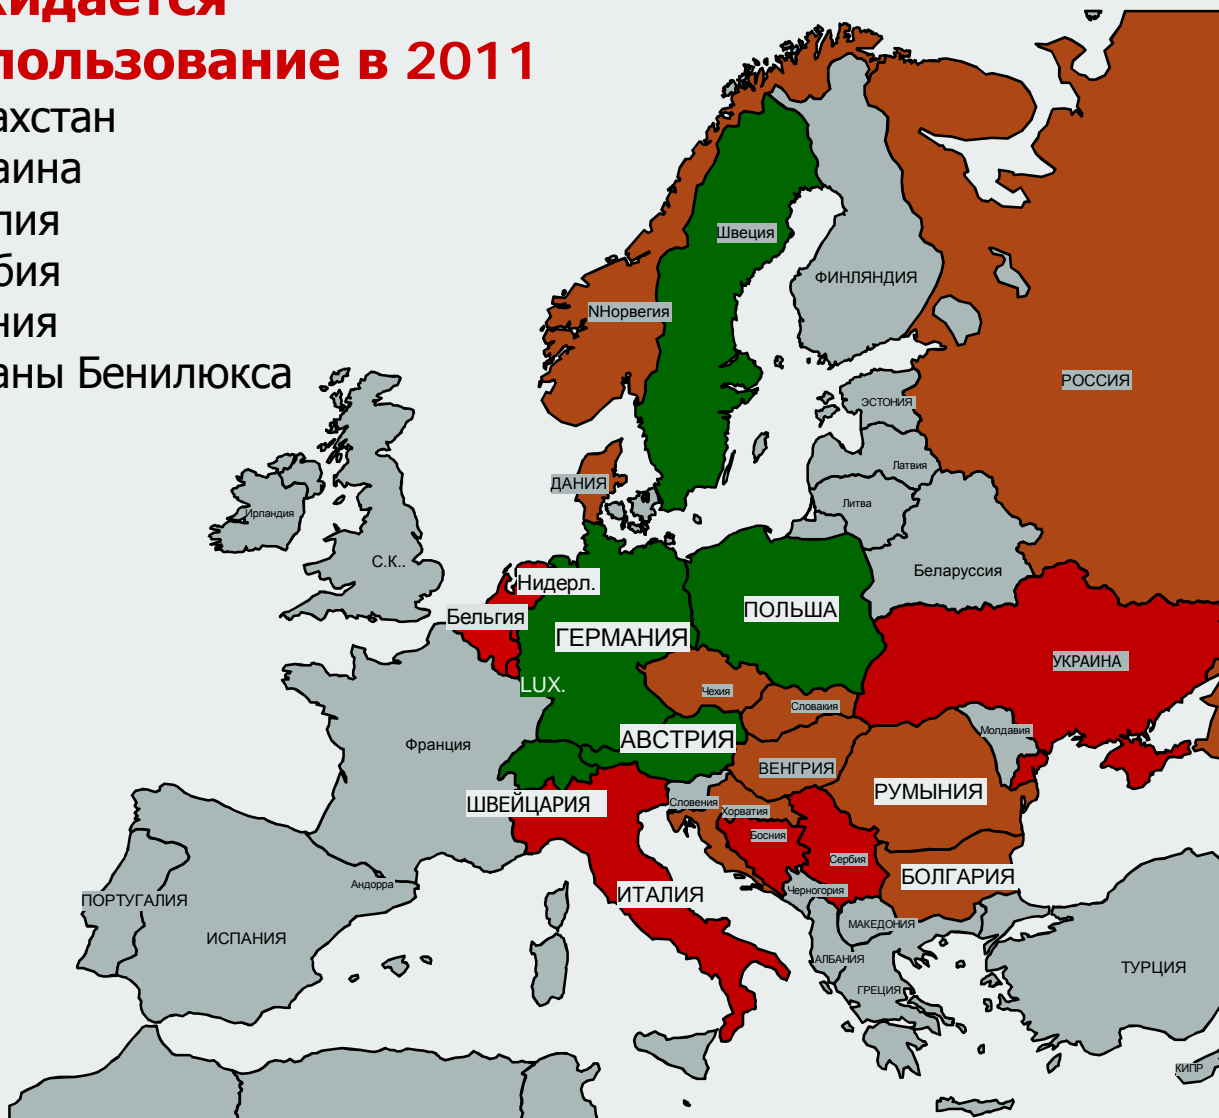 кидается
пользование в 2011
ахстан
аина
лия
бия
ния
аны Бенилюкса
Швеция
ФИНЛЯНДИЯ
NНорвегия
РОССИЯ
ЭСТОНИЯ
Латвия
ДАНИЯ
Литва
Ирландия
С.К..
Беларуссия
Нидерл.
Бельгия
ПОЛЬША
ГЕРМАНИЯ
УКРАИНА
LUX.
Чехия
Словакия
Молдавия
Франция
АВСТРИЯ
ВЕНГРИЯ
РУМЫНИЯ
ШВЕЙЦАРИЯ
Словения
Хорватия
Босния
Сербия
БОЛГАРИЯ
Андорра
ИТАЛИЯ
Черногория
ПОРТУГАЛИЯ
МАКЕДОНИЯ
ИСПАНИЯ
АЛБАНИЯ
ТУРЦИЯ
ГРЕЦИЯ
КИПР